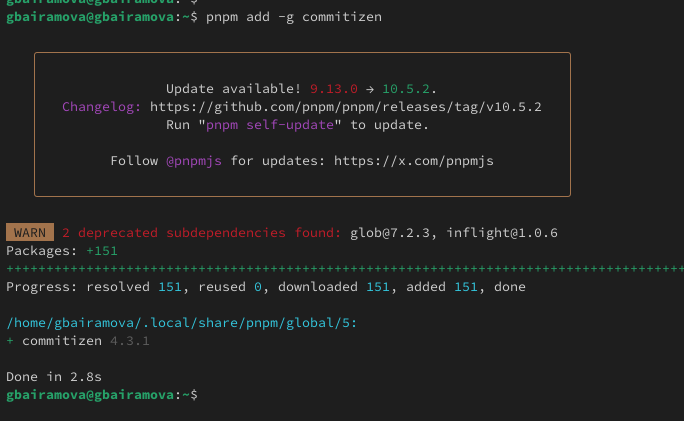 gbairamova@gbairamova:~$
gbairamova@gbairamova:~$ pnpm add -g commitizen
Update available! 9.13.0 → 10.5.2.
Changelog: https://github.com/pnpm/pnpm/releases/tag/v10.5.2
Run "pnpm self-update" to update.
Follow @pnpmjs for updates: https://x.com/pnpmjs
WARN 2 deprecated subdependencies found: glob@7.2.3, inflight@1.0.6
Packages: +151
+++++++++++++++++++++++++++++++++++++++++++++++++++++++++++++++++++++++++++++++++++++
Progress: resolved 151, reused 0, downloaded 151, added 151, done
/home/gbairamova/.local/share/pnpm/global/5:
+ commitizen 4.3.1
Done in 2.8s
gbairamova@gbairamova:~$